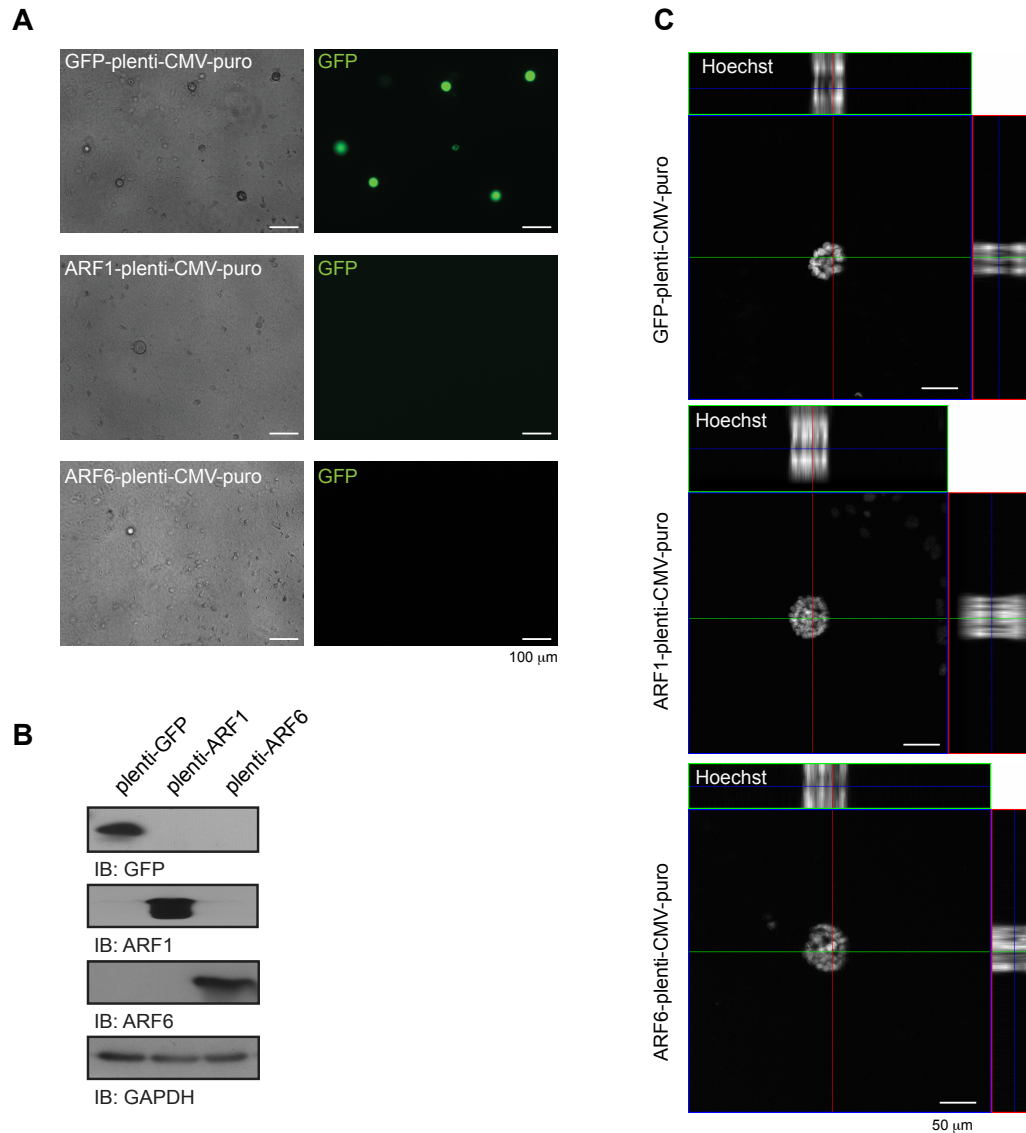 A
GFP-plenti-CMV-puro
GFP
ARF1-plenti-CMV-puro
GFP
ARF6-plenti-CMV-puro
GFP
100 μm
B
plenti-GFP
plenti-ARF1
plenti-ARF6
IB: GFP
IB: ARF1
IB: ARF6
IB: GAPDH
C
Hoechst
GFP-plenti-CMV-puro
Hoechst
ARF1-plenti-CMV-puro
Hoechst
ARF6-plenti-CMV-puro
50 μm